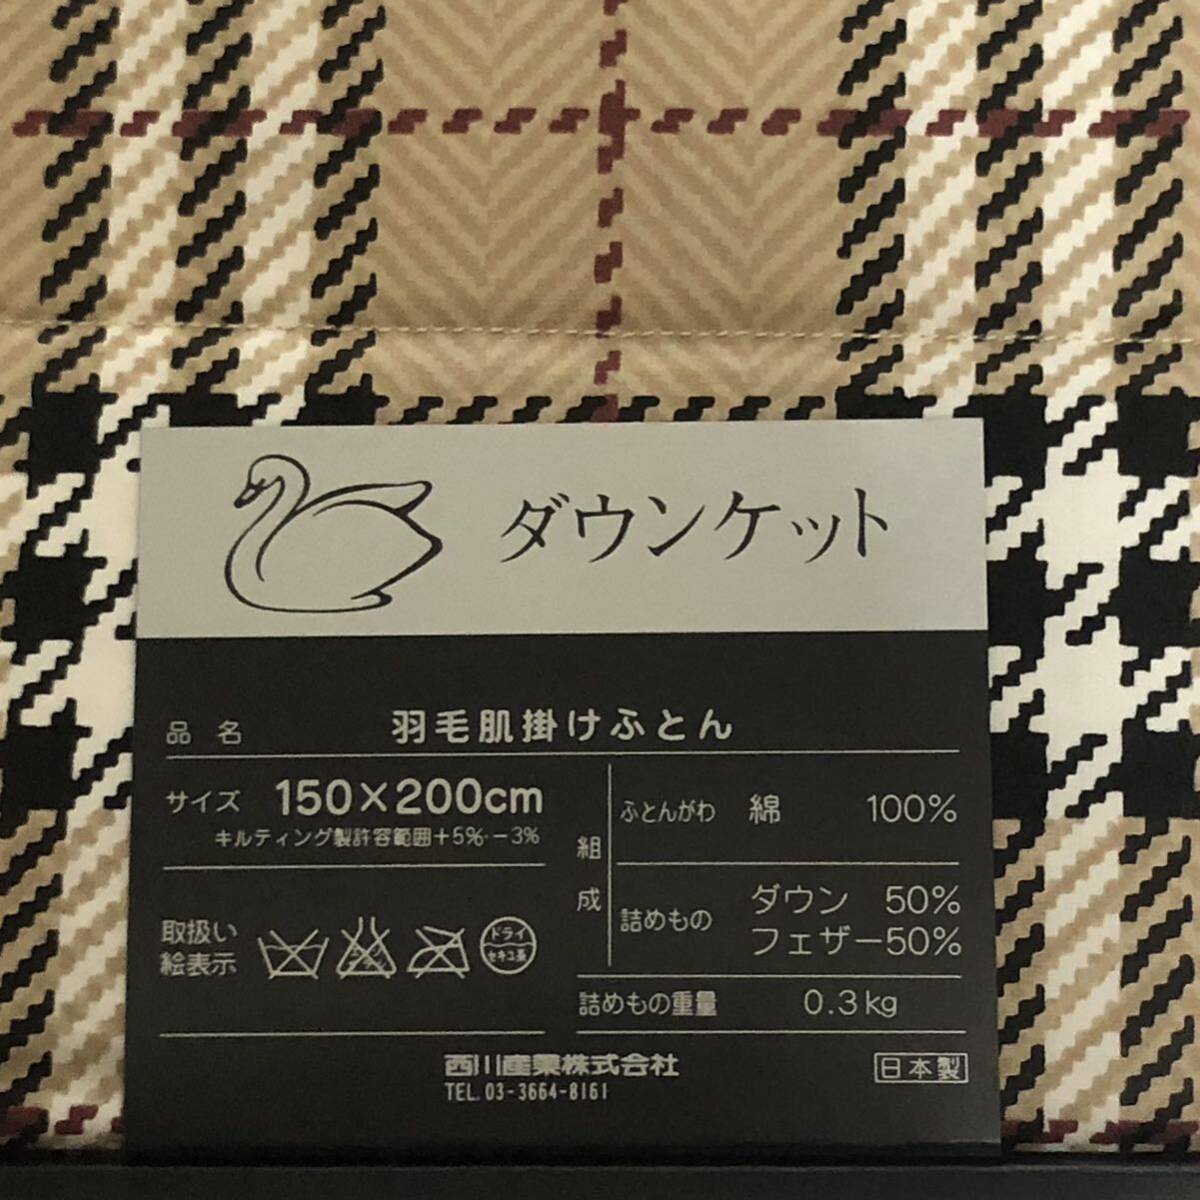 ダウンケット
品名 羽毛肌掛けふとん
サイズ 150×200cm
キルティング製許容範囲+5%·−3%
組成
ふとんがわ 綿 100%
詰めもの ダウン 50%
フェザー50%
取扱い
絵表示
ドライ
セキユ系
詰めもの重量 0.3kg
西川産業株式会社
TEL.03-3664-8161
日本製